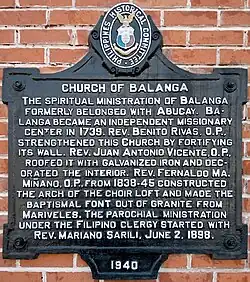 PHILIPPINES HISTORICAL COMMITTEE
CHURCH OF BALANGA
THE SPIRITUAL MINISTRATION OF BALANGA
FORMERLY BELONGED WITH ABUCAY. BA-
LANGA BECAME AN INDEPENDENT MISSIONARY
CENTER IN 1739. REV. BENITO RIVAS, O.P.,
STRENGTHENED THIS CHURCH BY FORTIFYING
ITS WALL. REV. JUAN ANTONIO VICENTE, O.P.,
ROOFED IT WITH GALVANIZED IRON AND DEC-
ORATED THE INTERIOR. REV. FERNALDO MA.
MIÑANO, O.P., FROM 1838-45 CONSTRUCTED
THE ARCH OF THE CHOIR LOFT AND MADE THE
BAPTISMAL FONT OUT OF GRANITE FROM
MARIVELES. THE PAROCHIAL MINISTRATION
UNDER THE FILIPINO CLERGY STARTED WITH
REV. MARIANO SARILI, JUNE 2, 1898.
1940